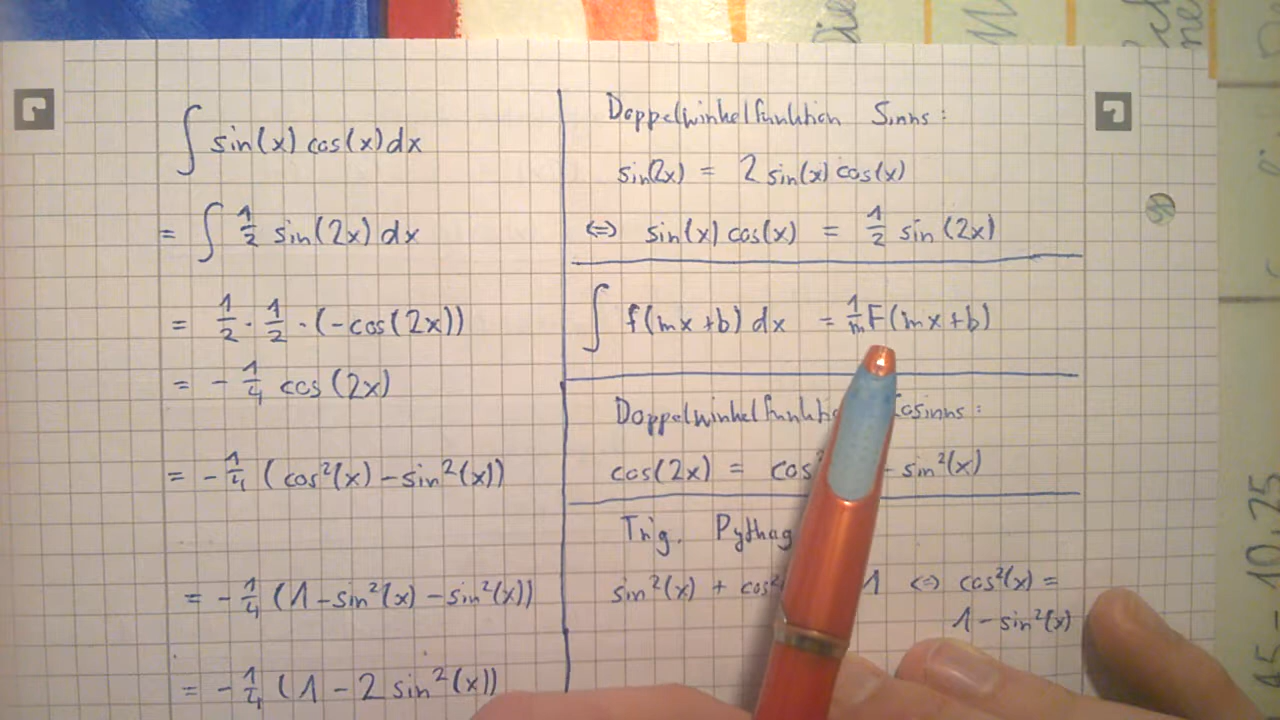 ∫ sin(x) cos(x) dx
= ∫ 1/2 sin(2x) dx
= 1/2 · 1/2 · (-cos(2x))
= - 1/4 cos(2x)
= - 1/4 (cos²(x) - sin²(x))
= - 1/4 (1 - sin²(x) - sin²(x))
= - 1/4 (1 - 2 sin²(x))
Doppelwinkelfunktion Sinus:
sin(2x) = 2 sin(x) cos(x)
⇔ sin(x) cos(x) = 1/2 sin(2x)
∫ f(mx+b) dx = 1/m F(mx+b)
Cosinus:
cos(2x) = cos² - sin²(x)
Trig.
sin²(x) + 1 ⇔ cos²(x) =
1 - sin²(x)
Die